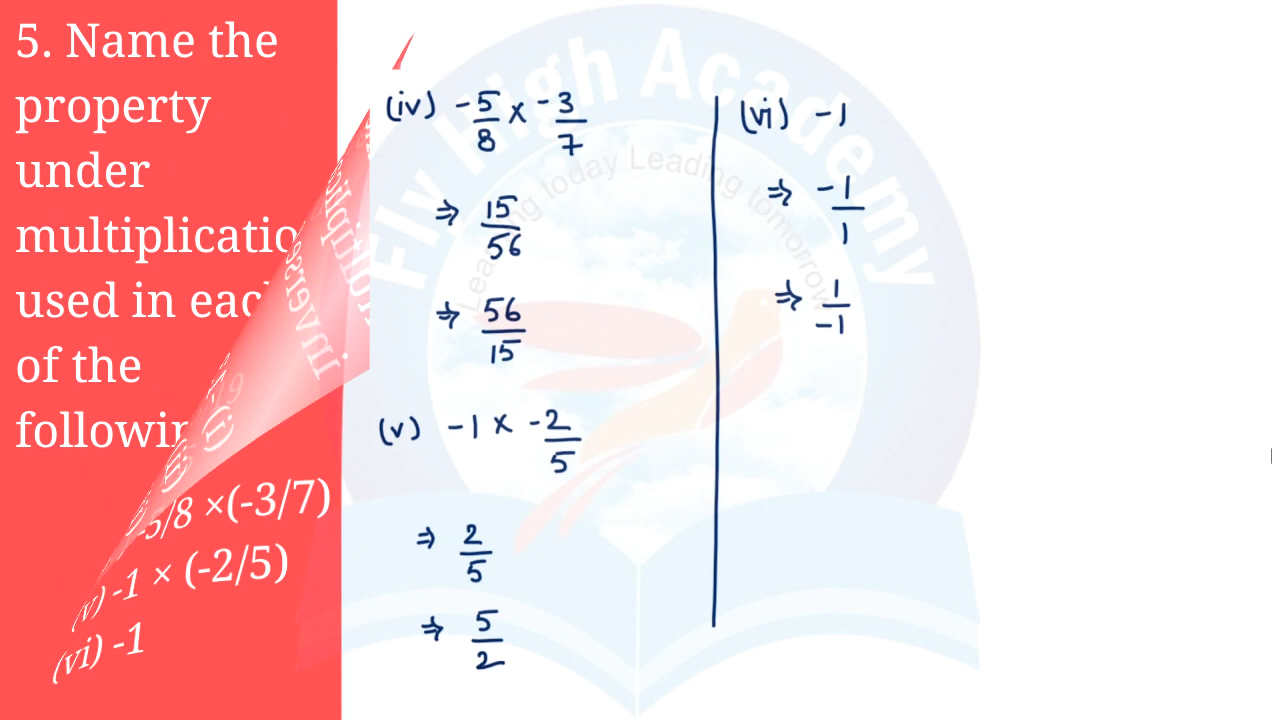 5. Name the
property
under
multiplicatio
used in eac
of the
followin
-5/8 ×(-3/7)
(v) -1 × (-2/5)
(vi) -1
Fly High Academy
Learning today Leading tomorrow
(iv) -5/8 x -3/7
⇒ 15/56
⇒ 56/15
(v) -1 x -2/5
⇒ 2/5
⇒ 5/2
(vi) -1
⇒ -1/1
⇒ 1/-1